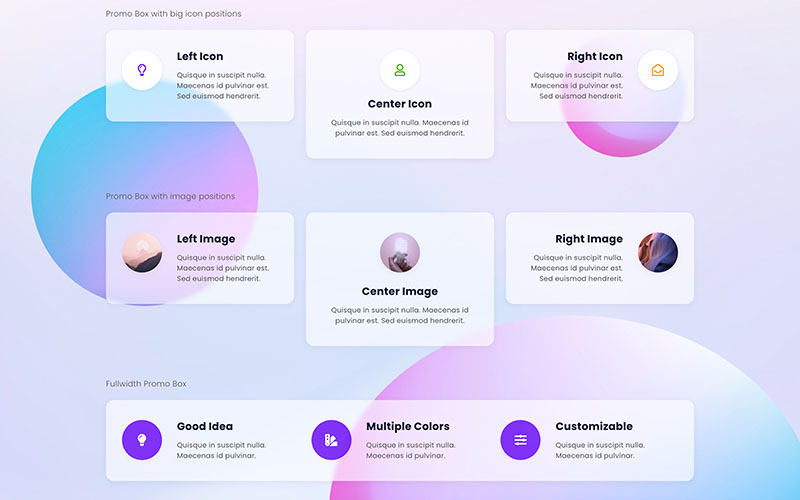 Promo Box with big icon positions
Left Icon
Quisque in suscipit nulla.
Maecenas id pulvinar est.
Sed euismod hendrerit.
Center Icon
Quisque in suscipit nulla. Maecenas id
pulvinar est. Sed euismod hendrerit.
Right Icon
Quisque in suscipit nulla.
Maecenas id pulvinar est.
Sed euismod hendrerit.
Promo Box with image positions
Left Image
Quisque in suscipit nulla.
Maecenas id pulvinar est.
Sed euismod hendrerit.
Center Image
Quisque in suscipit nulla. Maecenas id
pulvinar est. Sed euismod hendrerit.
Right Image
Quisque in suscipit nulla.
Maecenas id pulvinar est.
Sed euismod hendrerit.
Fullwidth Promo Box
Good Idea
Quisque in suscipit nulla.
Maecenas id pulvinar.
Multiple Colors
Quisque in suscipit nulla.
Maecenas id pulvinar.
Customizable
Quisque in suscipit nulla.
Maecenas id pulvinar.